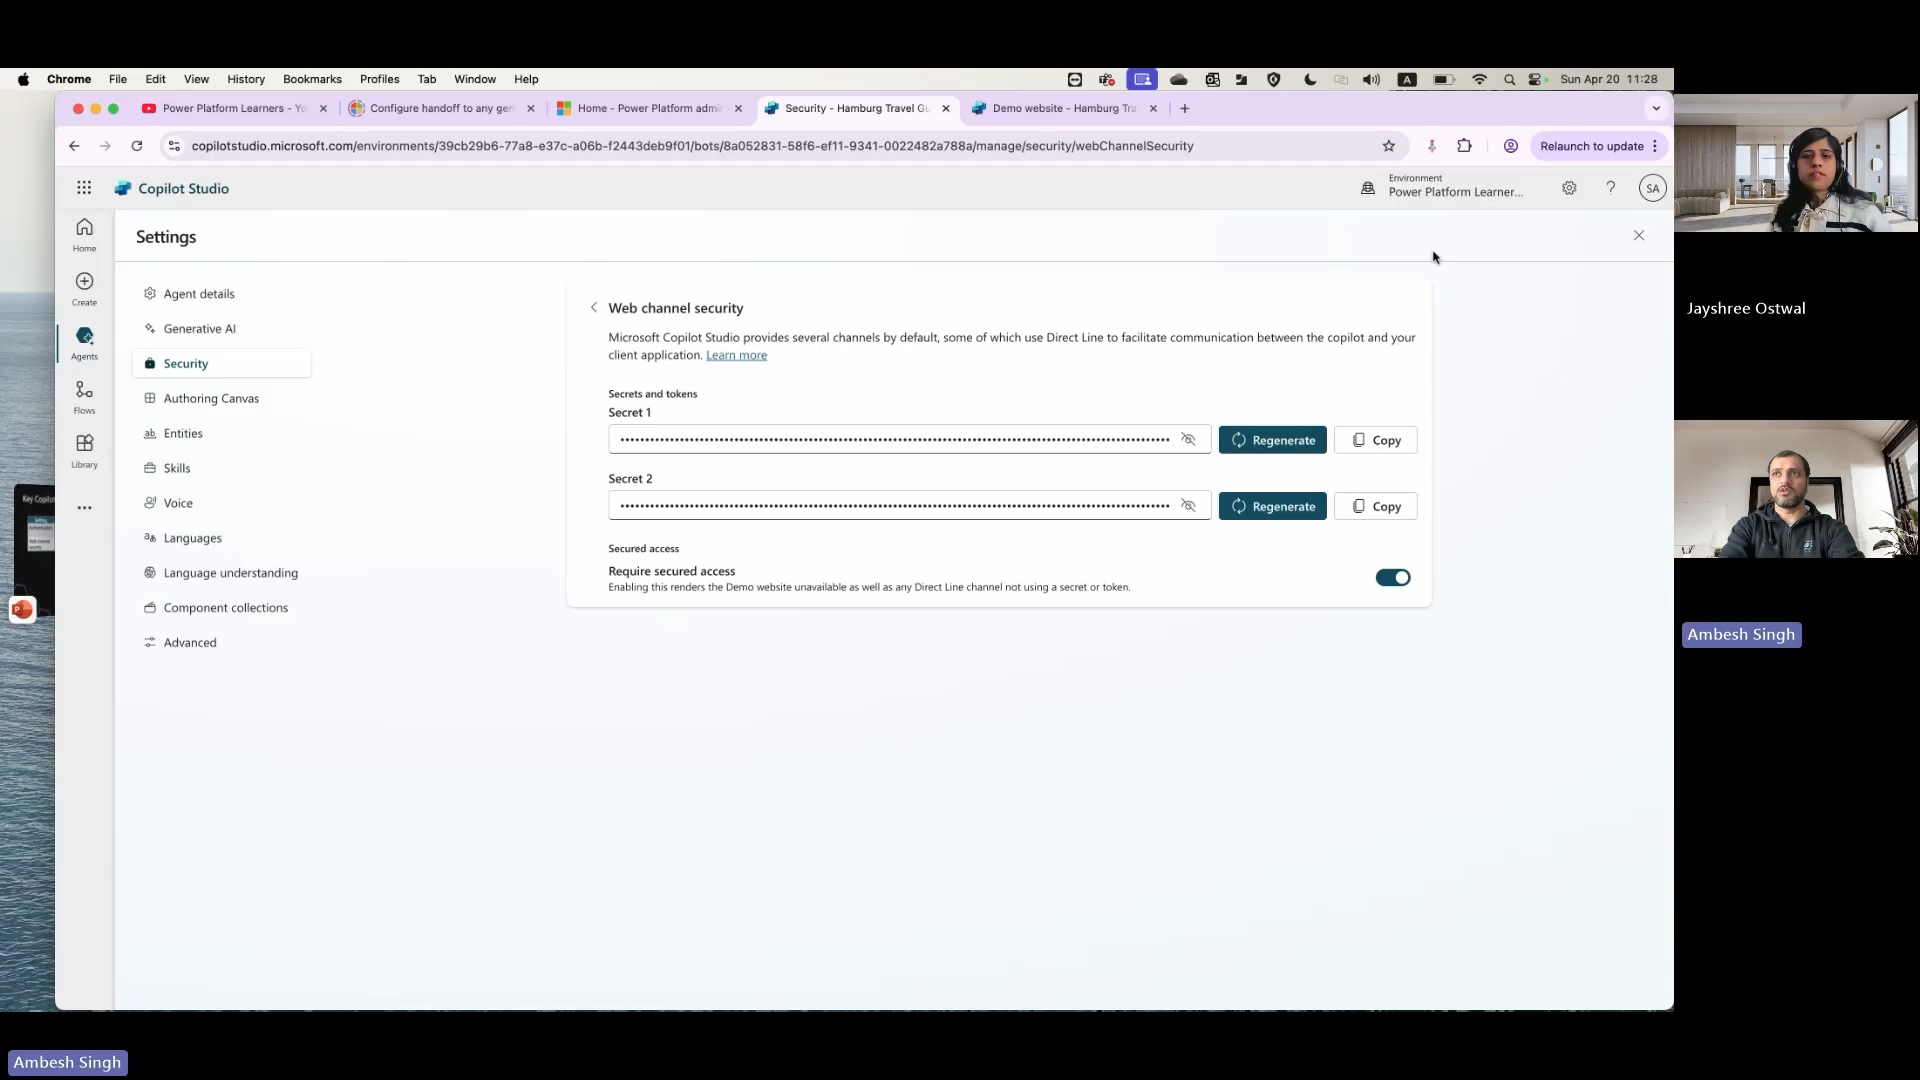 Chrome File Edit View History Bookmarks Profiles Tab Window Help
A Sun Apr 20 11:28
Power Platform Learners - Yo
Configure handoff to any gen
Home - Power Platform admin
Security - Hamburg Travel Gu
Demo website - Hamburg Tra
copilotstudio.microsoft.com/environments/39cb29b6-77a8-e37c-a06b-f2443deb9f01/bots/8a052831-58f6-ef11-9341-0022482a788a/manage/security/webChannelSecurity
Relaunch to update
Copilot Studio
Environment
Power Platform Learner...
?
SA
Home
Create
Agents
Flows
Library
Settings
Agent details
Generative AI
Security
Authoring Canvas
Entities
Skills
Voice
Languages
Language understanding
Component collections
Advanced
Web channel security
Microsoft Copilot Studio provides several channels by default, some of which use Direct Line to facilitate communication between the copilot and your
client application. Learn more
Secrets and tokens
Secret 1
Regenerate
Copy
Secret 2
Regenerate
Copy
Secured access
Require secured access
Enabling this renders the Demo website unavailable as well as any Direct Line channel not using a secret or token.
Key Copilot
P
Jayshree Ostwal
Ambesh Singh
Ambesh Singh